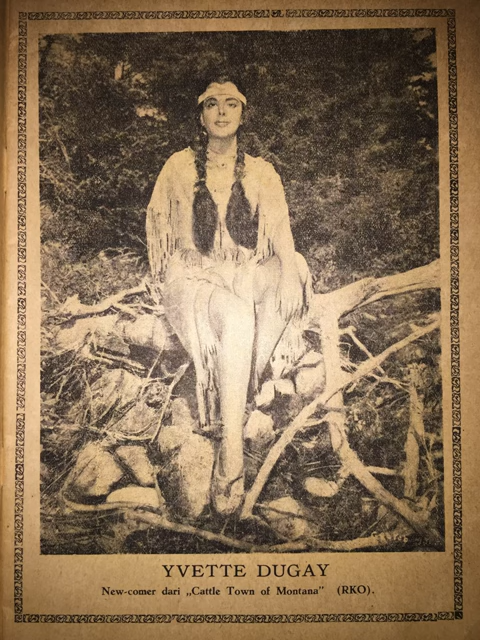 YVETTE DUGAY
New-comer dari „Cattle Town of Montana” (RKO).